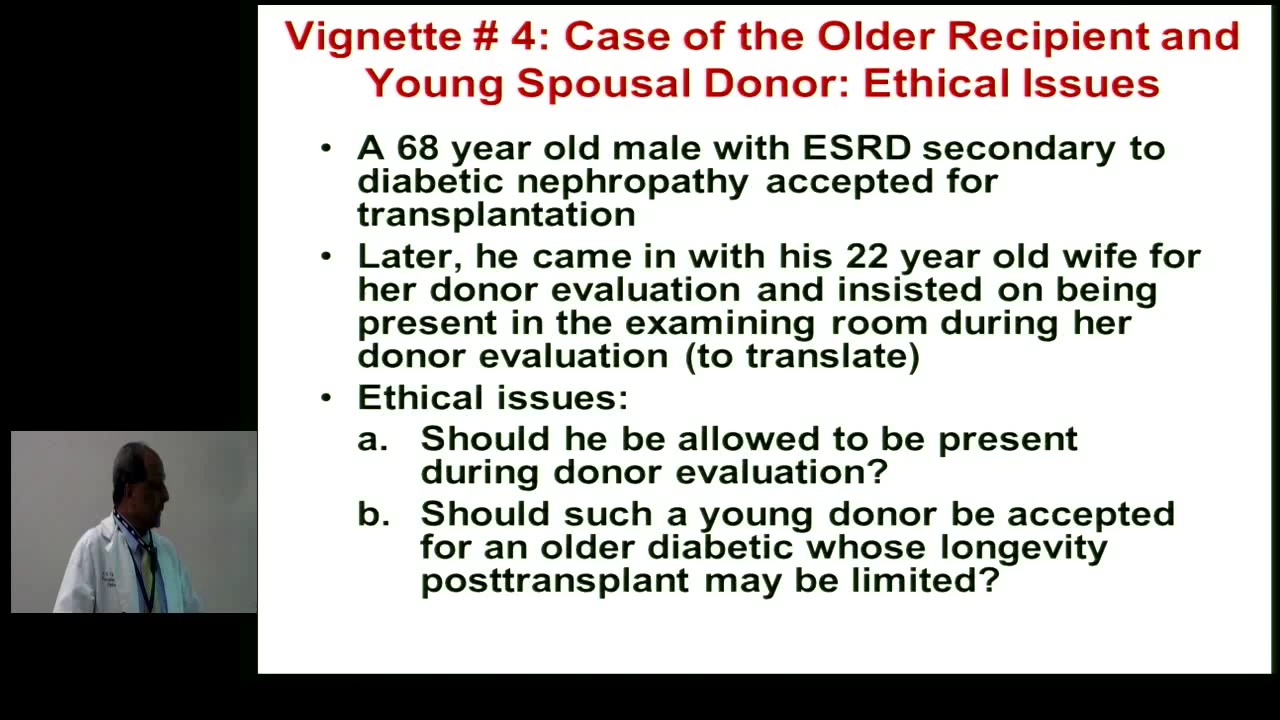 Vignette # 4: Case of the Older Recipient and
Young Spousal Donor: Ethical Issues
• A 68 year old male with ESRD secondary to
diabetic nephropathy accepted for
transplantation
• Later, he came in with his 22 year old wife for
her donor evaluation and insisted on being
present in the examining room during her
donor evaluation (to translate)
• Ethical issues:
a. Should he be allowed to be present
during donor evaluation?
b. Should such a young donor be accepted
for an older diabetic whose longevity
posttransplant may be limited?